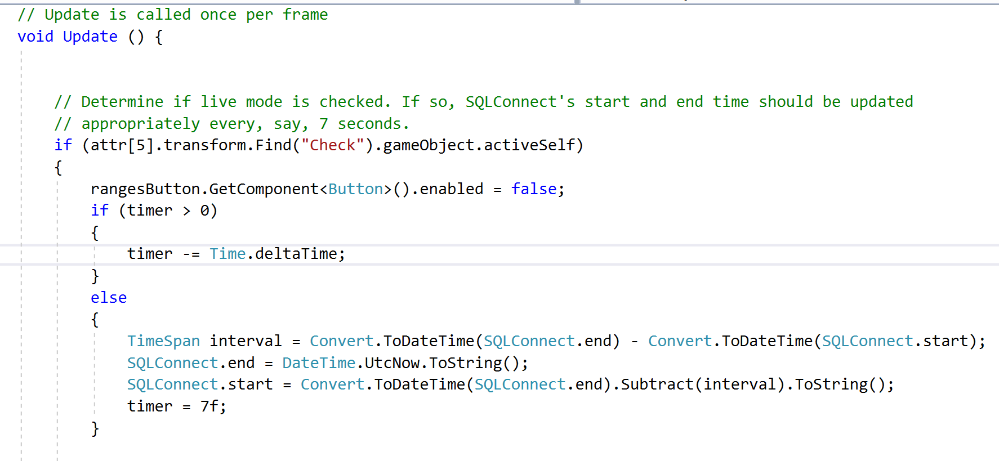 // Update is called once per frame
void Update () {
// Determine if live mode is checked. If so, SQLConnect's start and end time should be updated
// appropriately every, say, 7 seconds.
if (attr[5].transform.Find("Check").gameObject.activeSelf)
{
rangesButton.GetComponent<Button>().enabled = false;
if (timer > 0)
{
timer -= Time.deltaTime;
}
else
{
TimeSpan interval = Convert.ToDateTime(SQLConnect.end) - Convert.ToDateTime(SQLConnect.start);
SQLConnect.end = DateTime.UtcNow.ToString();
SQLConnect.start = Convert.ToDateTime(SQLConnect.end).Subtract(interval).ToString();
timer = 7f;
}